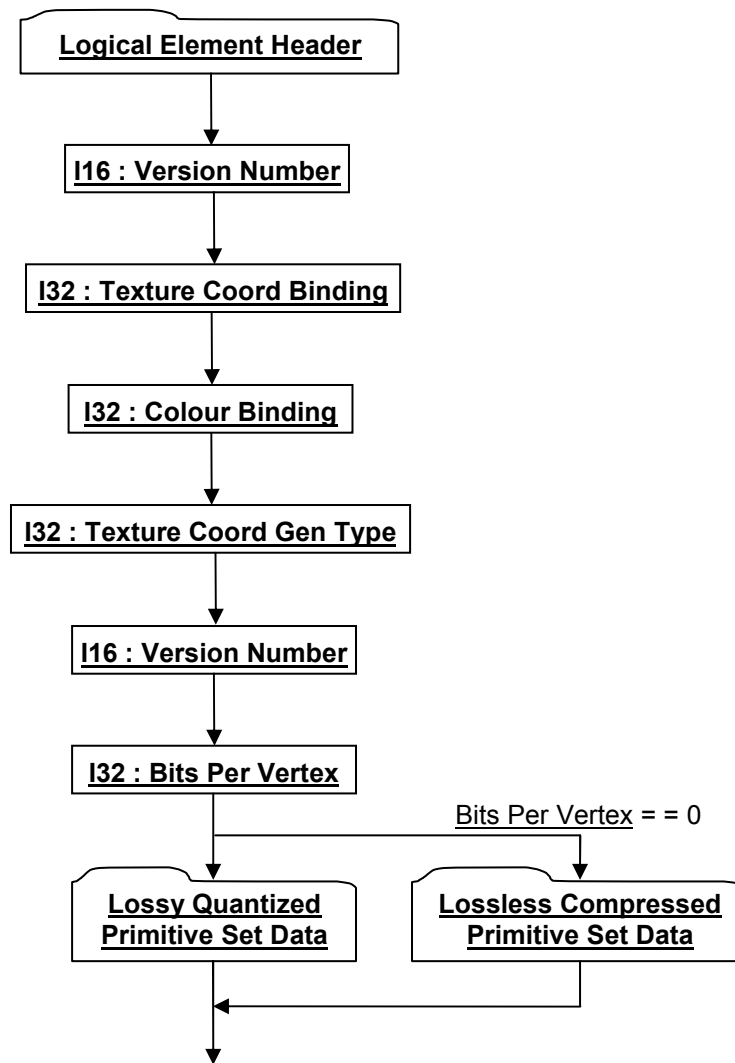 Logical Element Header
I16 : Version Number
I32 : Texture Coord Binding
I32 : Colour Binding
I32 : Texture Coord Gen Type
I16 : Version Number
I32 : Bits Per Vertex
Bits Per Vertex = = 0
Lossy Quantized
Primitive Set Data
Lossless Compressed
Primitive Set Data